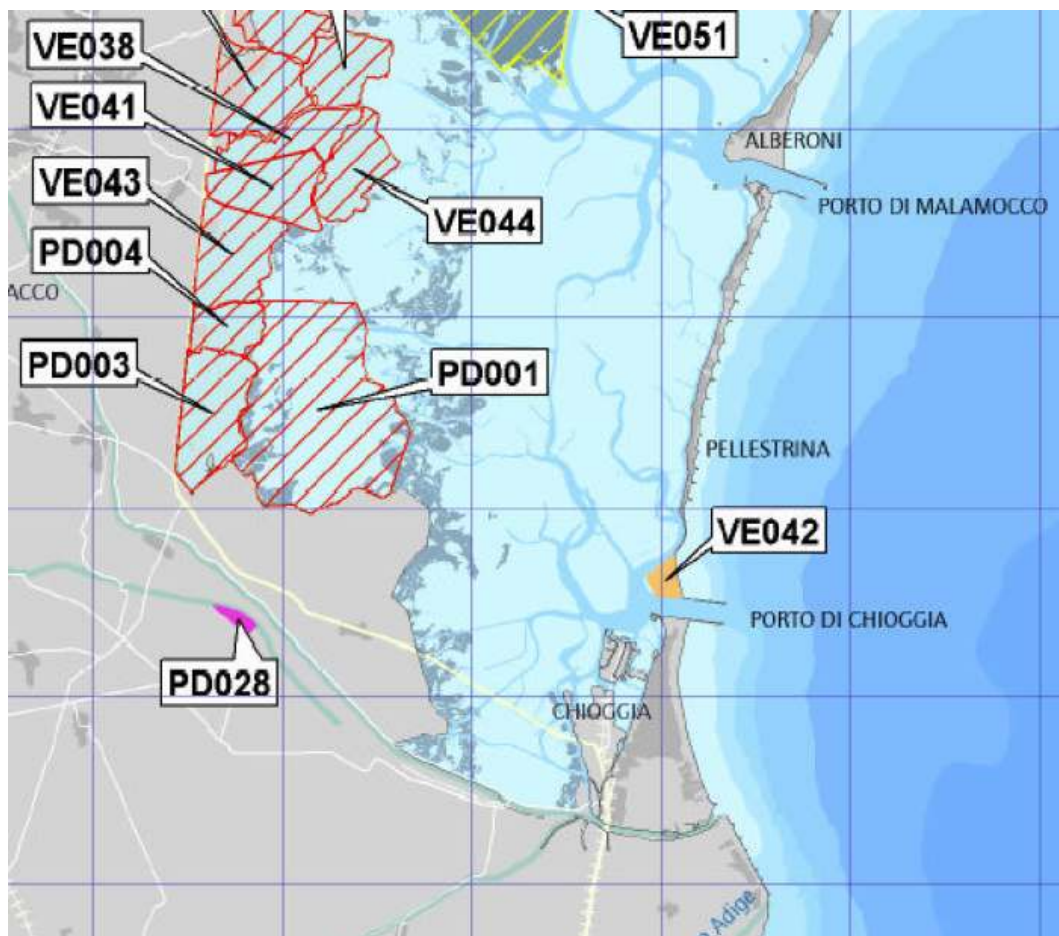 VE038
VE051
VE041
ALBERONI
VE043
PORTO DI MALAMOCCO
VE044
PD004
ACCO
PD003
PD001
PELLESTRINA
VE042
PORTO DI CHIOGGIA
PD028
CHIOGGIA
Adige